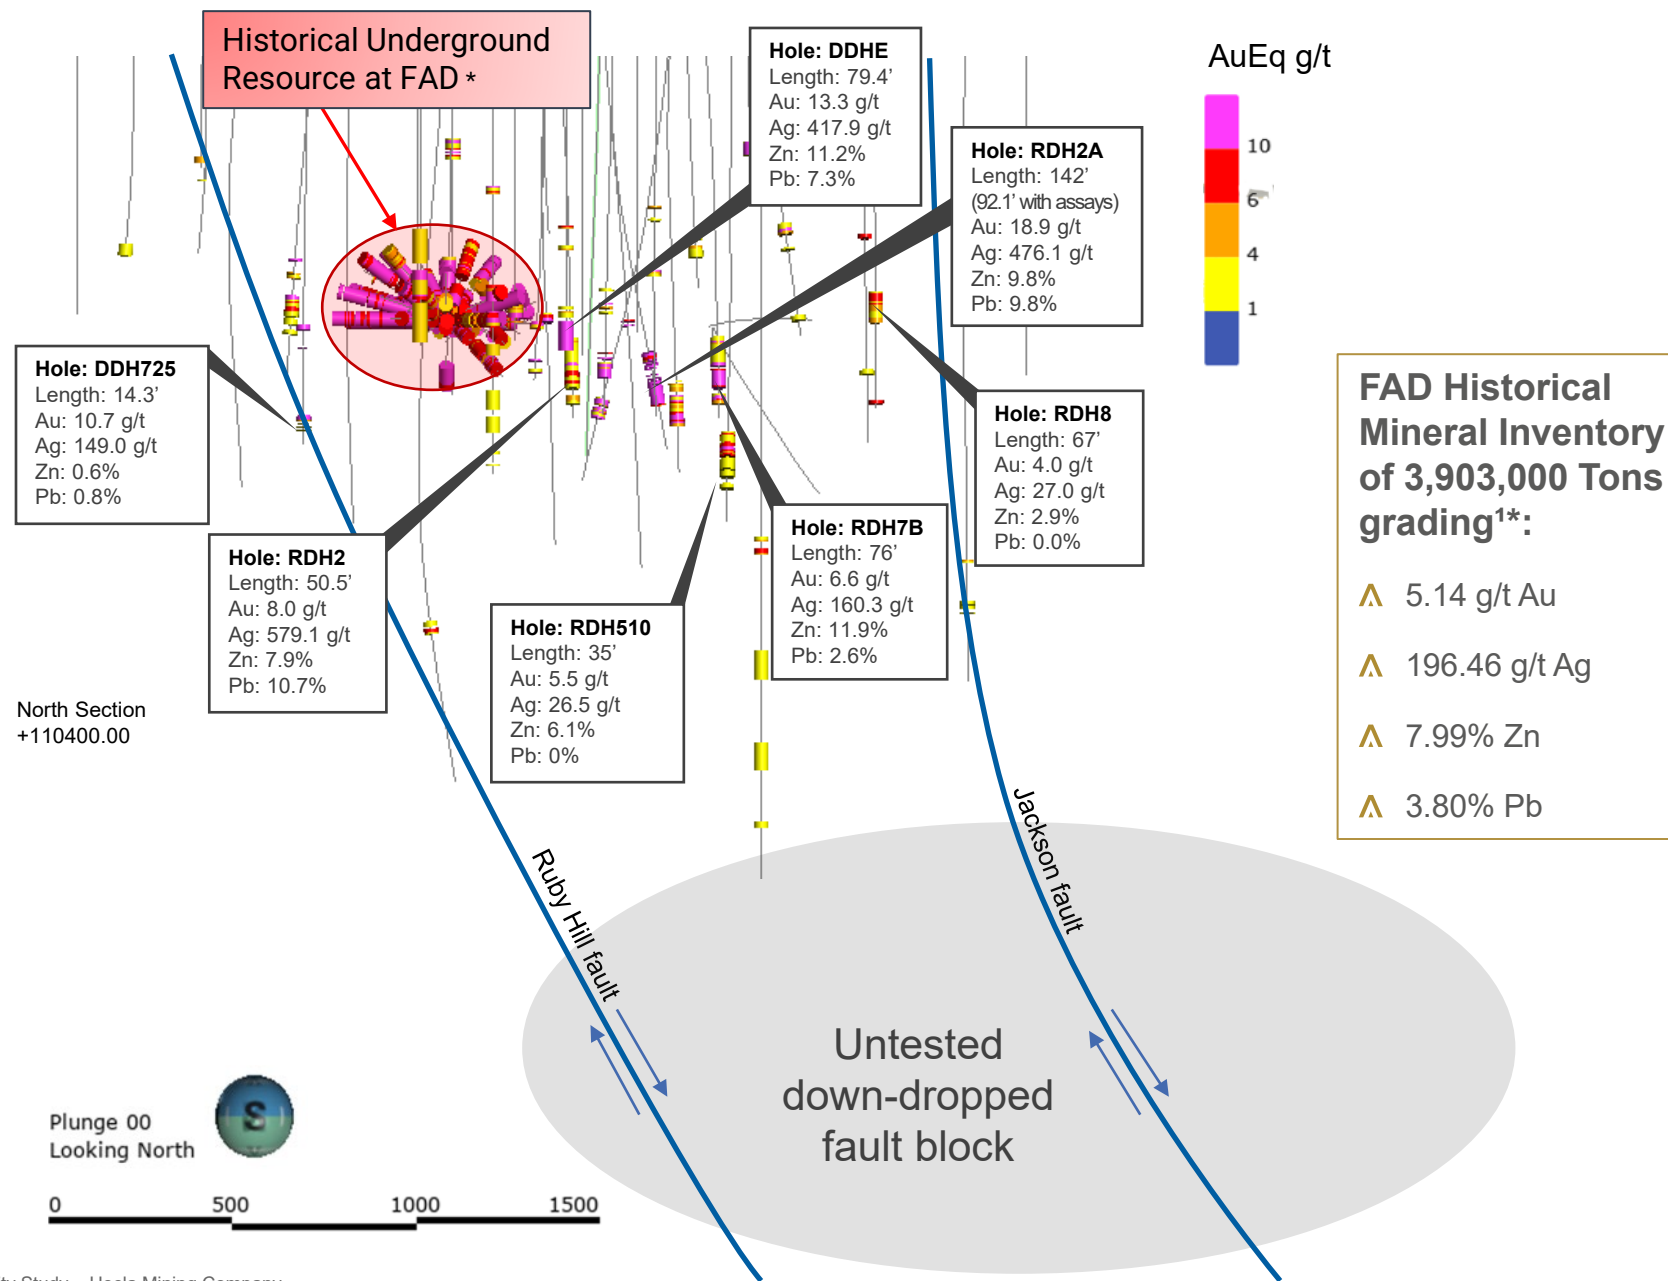 Historical Underground
Resource at FAD *
Hole: DDHE
Length: 79.4’
Au: 13.3 g/t
Ag: 417.9 g/t
Zn: 11.2%
Pb: 7.3%
Hole: RDH2A
Length: 142’
(92.1’ with assays)
Au: 18.9 g/t
Ag: 476.1 g/t
Zn: 9.8%
Pb: 9.8%
AuEq g/t
10
6
4
1
Hole: DDH725
Length: 14.3’
Au: 10.7 g/t
Ag: 149.0 g/t
Zn: 0.6%
Pb: 0.8%
Hole: RDH2
Length: 50.5’
Au: 8.0 g/t
Ag: 579.1 g/t
Zn: 7.9%
Pb: 10.7%
Hole: RDH510
Length: 35’
Au: 5.5 g/t
Ag: 26.5 g/t
Zn: 6.1%
Pb: 0%
Hole: RDH7B
Length: 76’
Au: 6.6 g/t
Ag: 160.3 g/t
Zn: 11.9%
Pb: 2.6%
Hole: RDH8
Length: 67’
Au: 4.0 g/t
Ag: 27.0 g/t
Zn: 2.9%
Pb: 0.0%
FAD Historical
Mineral Inventory
of 3,903,000 Tons
grading¹*:
5.14 g/t Au
196.46 g/t Ag
7.99% Zn
3.80% Pb
North Section
+110400.00
Ruby Hill fault
Jackson fault
Untested
down-dropped
fault block
Plunge 00
Looking North
S
0 500 1000 1500